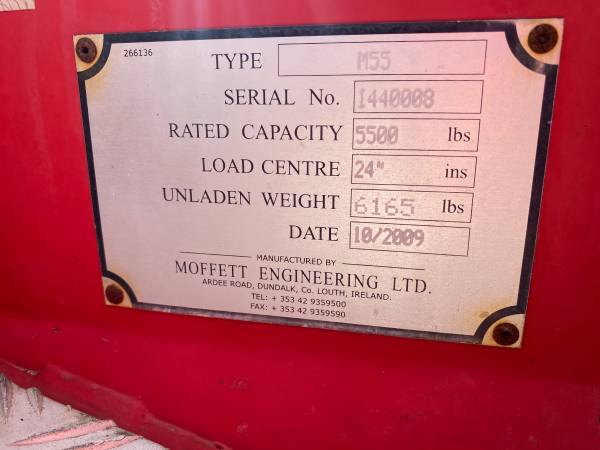 266136
TYPE M55
SERIAL No. I440008
RATED CAPACITY 5500 lbs
LOAD CENTRE 24" ins
UNLADEN WEIGHT 6165 lbs
DATE 10/2009
MANUFACTURED BY
MOFFETT ENGINEERING LTD.
ARDEE ROAD, DUNDALK, Co. LOUTH, IRELAND.
TEL: + 353 42 9359500
FAX: + 353 42 9359590